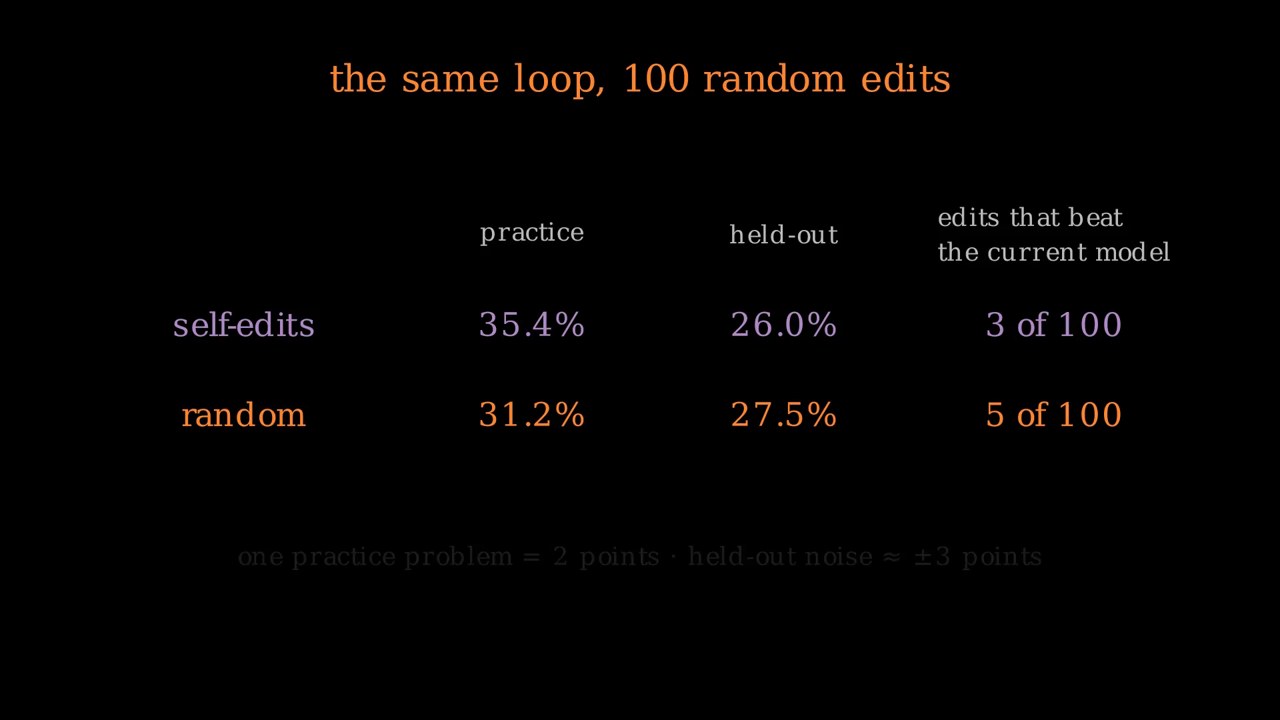 the same loop, 100 random edits
practice held-out edits that beat
the current model
self-edits 35.4% 26.0% 3 of 100
random 31.2% 27.5% 5 of 100
one practice problem = 2 points · held-out noise ≈ ±3 points